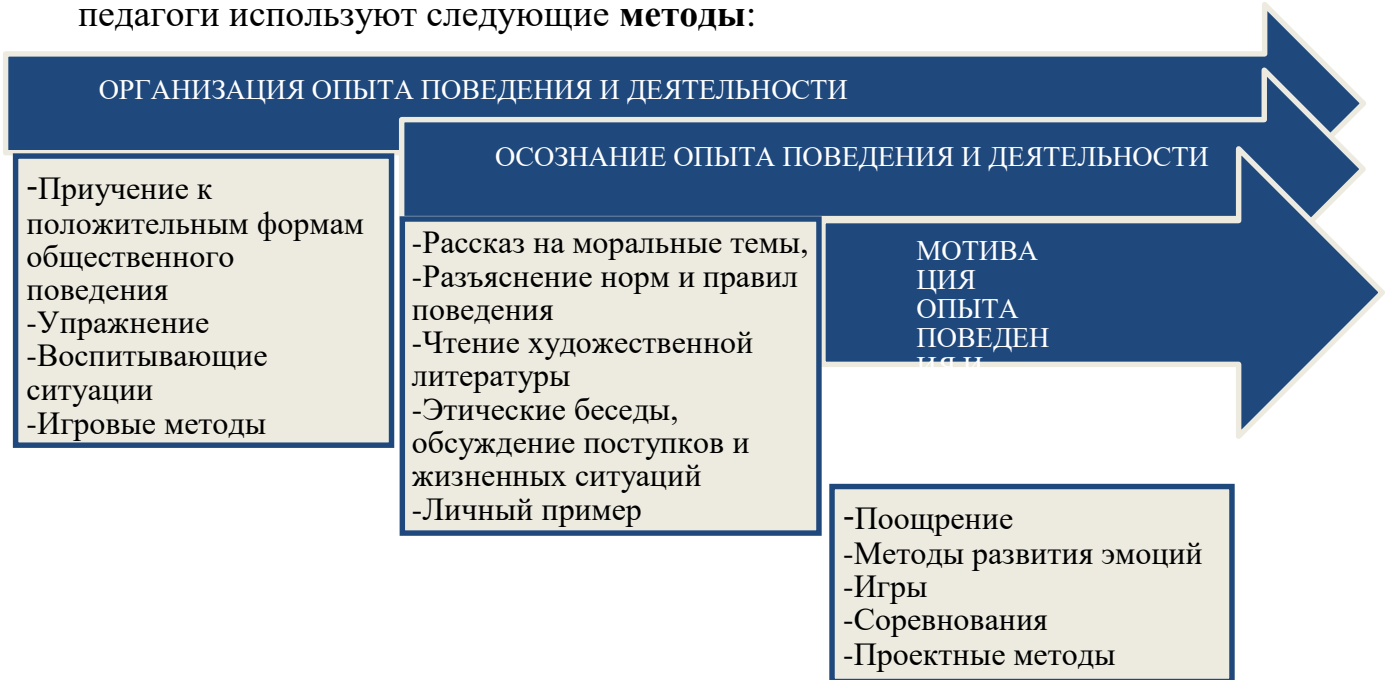 педагоги используют следующие методы:
ОРГАНИЗАЦИЯ ОПЫТА ПОВЕДЕНИЯ И ДЕЯТЕЛЬНОСТИ
-Приучение к
положительным формам
общественного
поведения
-Упражнение
-Воспитывающие
ситуации
-Игровые методы
ОСОЗНАНИЕ ОПЫТА ПОВЕДЕНИЯ И ДЕЯТЕЛЬНОСТИ
-Рассказ на моральные темы,
-Разъяснение норм и правил
поведения
-Чтение художественной
литературы
-Этические беседы,
обсуждение поступков и
жизненных ситуаций
-Личный пример
МОТИВА
ЦИЯ
ОПЫТА
ПОВЕДЕН
ИЯ И
-Поощрение
-Методы развития эмоций
-Игры
-Соревнования
-Проектные методы